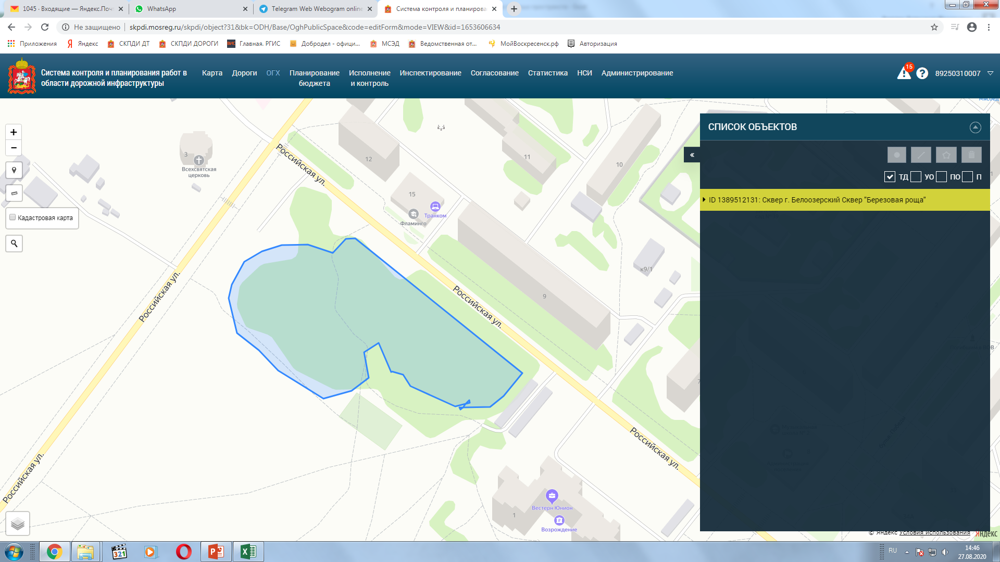 1045 · Входящие — Яндекс.Поч
WhatsApp
Telegram Web Webogram online
Система контроля и планирова
Не защищено
skpdi.mosreg.ru/skpdi/object?31&bk=ODH/Base/OghPublicSpace&code=editForm&mode=VIEW&id=1653606634
Приложения
Яндекс
СКПДИ ДТ
СКПДИ ДОРОГИ
Главная. РГИС
Добродел - офици...
МСЭД
Ведомственная от...
МойВоскресенск.рф
Авторизация
Система контроля и планирования работ в
области дорожной инфраструктуры
Карта
Дороги
ОГХ
Планирование
бюджета
Исполнение
и контроль
Инспектирование
Согласование
Статистика
НСИ
Администрирование
15
89250310007
+
−
Кадастровая карта
3
Всехсвятская
церковь
12
11
10
15
Транком
Фламинго
к9/1
9
7
1
Российская ул.
Российская ул.
Российская ул.
Российская ул.
Российская ул.
Вестерн Юнион
Возрождение
СПИСОК ОБЪЕКТОВ
«
ТД
УО
ПО
П
ID 1389512131: Сквер г. Белоозерский Сквер "Березовая роща"
© Яндекс Условия использования
Яндекс
RU
14:46
27.08.2020